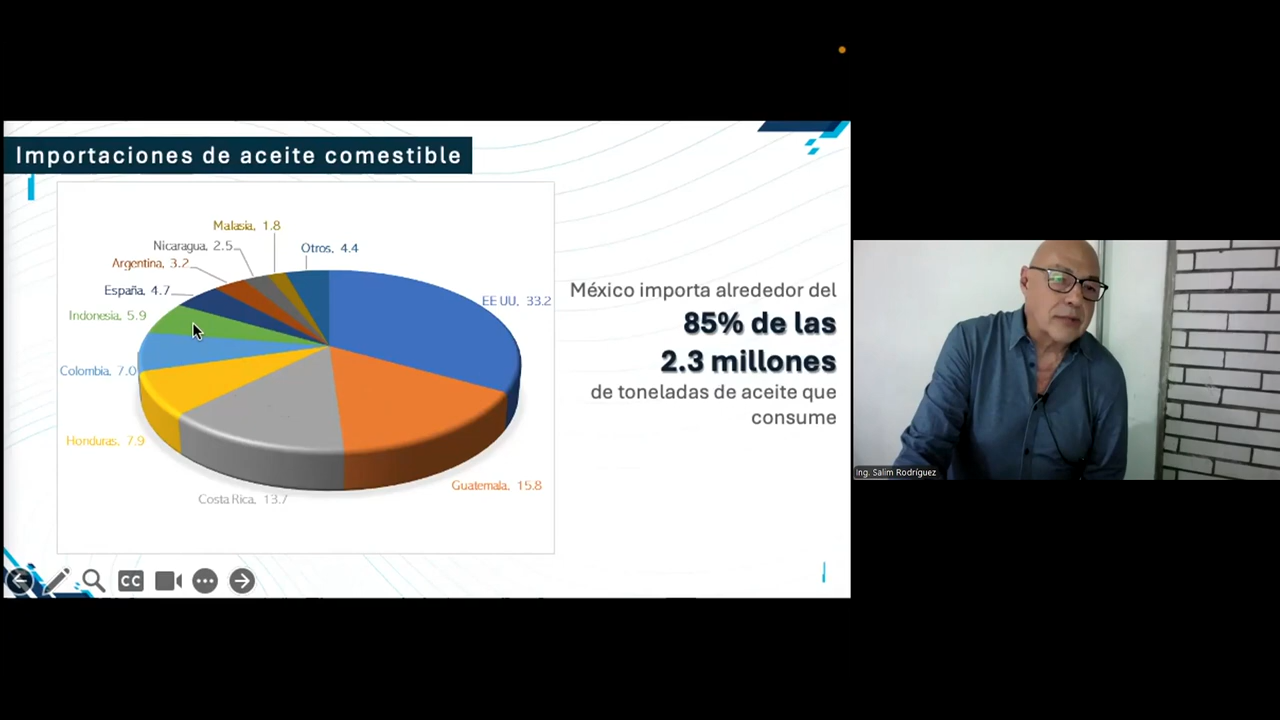 Importaciones de aceite comestible
Malasia, 1.8
Nicaragua, 2.5
Otros, 4.4
Argentina, 3.2
España, 4.7
EE UU, 33.2
Indonesia, 5.9
Colombia, 7.0
Honduras, 7.9
Guatemala, 15.8
Costa Rica, 13.7
México importa alrededor del
85% de las
2.3 millones
de toneladas de aceite que
consume
CC
Ing. Salim Rodríguez